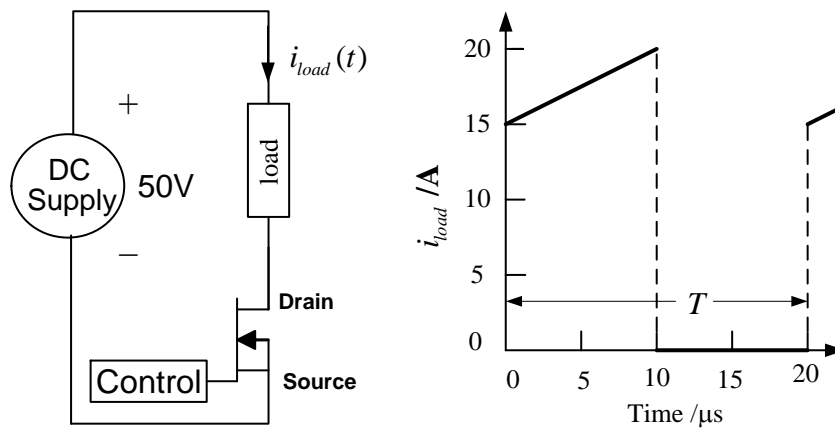 i_load(t)
+
DC
Supply
50V
−
load
Drain
Control
Source
i_load /A
20
15
10
5
0
T
0 5 10 15 20
Time /μs